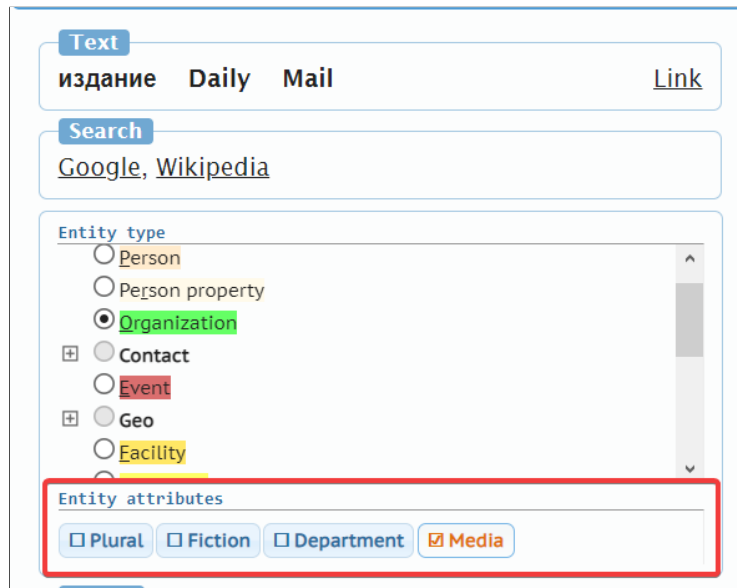 Text
издание Daily Mail Link
Search
Google, Wikipedia
Entity type
Person
Person property
Organization
Contact
Event
Geo
Facility
Entity attributes
Plural Fiction Department Media